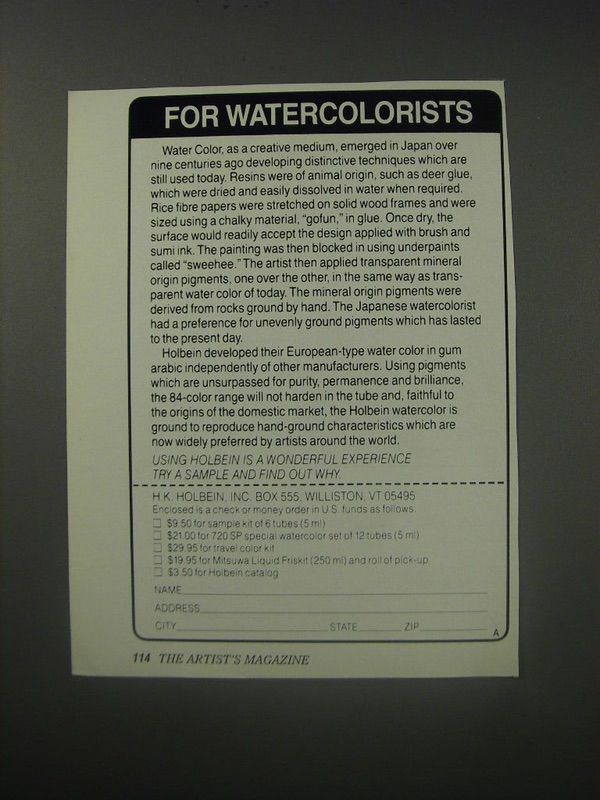 FOR WATERCOLORISTS
Water Color, as a creative medium, emerged in Japan over
nine centuries ago developing distinctive techniques which are
still used today. Resins were of animal origin, such as deer glue,
which were dried and easily dissolved in water when required.
Rice fibre papers were stretched on solid wood frames and were
sized using a chalky material, "gofun," in glue. Once dry, the
surface would readily accept the design applied with brush and
sumi ink. The painting was then blocked in using underpaints
called "sweehee." The artist then applied transparent mineral
origin pigments, one over the other, in the same way as trans-
parent water color of today. The mineral origin pigments were
derived from rocks ground by hand. The Japanese watercolorist
had a preference for unevenly ground pigments which has lasted
to the present day.
Holbein developed their European-type water color in gum
arabic independently of other manufacturers. Using pigments
which are unsurpassed for purity, permanence and brilliance,
the 84-color range will not harden in the tube and, faithful to
the origins of the domestic market, the Holbein watercolor is
ground to reproduce hand-ground characteristics which are
now widely preferred by artists around the world.
USING HOLBEIN IS A WONDERFUL EXPERIENCE
TRY A SAMPLE AND FIND OUT WHY.
H.K. HOLBEIN, INC. BOX 555, WILLISTON, VT 05495
Enclosed is a check or money order in U.S. funds as follows:
$9.50 for sample kit of 6 tubes (5 ml)
$21.00 for 720 SP special watercolor set of 12 tubes (5 ml)
$29.95 for travel color kit
$19.95 for Mitsuwa Liquid Friskit (250 ml) and roll of pick-up
$3.50 for Holbein catalog
NAME
ADDRESS
CITY STATE ZIP
A
114 THE ARTIST'S MAGAZINE